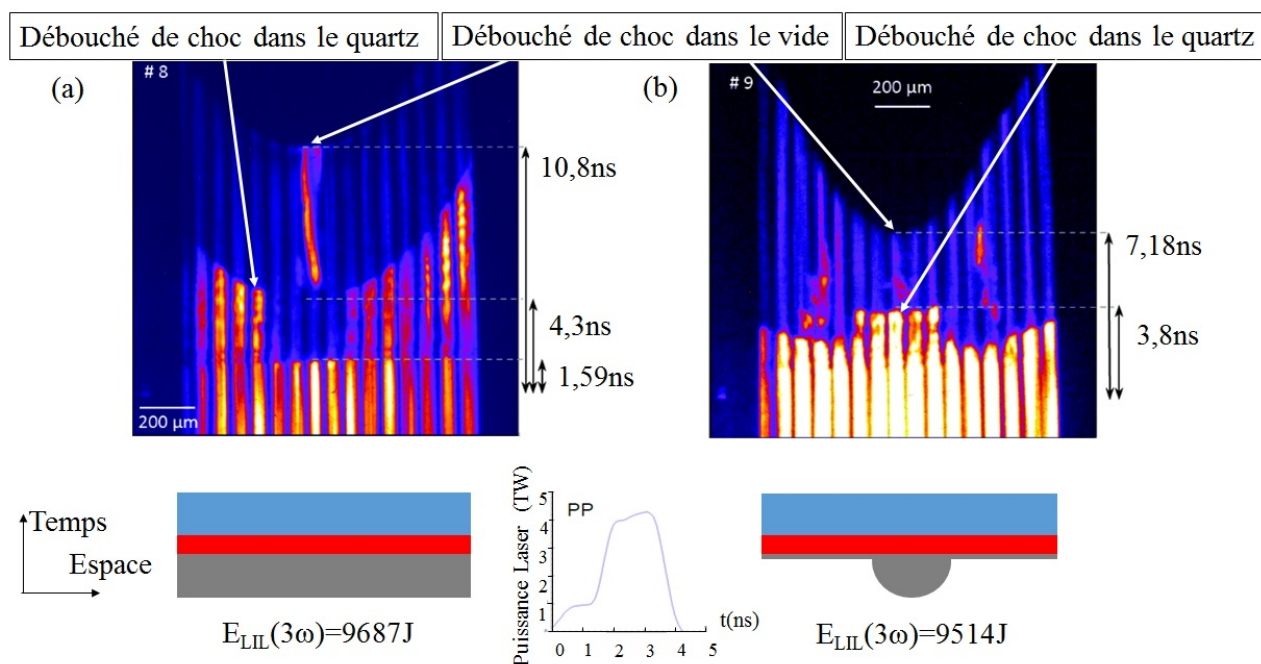 Débouché de choc dans le quartz
Débouché de choc dans le vide
Débouché de choc dans le quartz
(a)
# 8
200 µm
10,8ns
4,3ns
1,59ns
(b)
#9
200 µm
7,18ns
3,8ns
Temps
Espace
E_LIL(3ω)=9687J
Puissance Laser (TW)
5
4
3
2
1
PP
t(ns)
0 1 2 3 4 5
E_LIL(3ω)=9514J